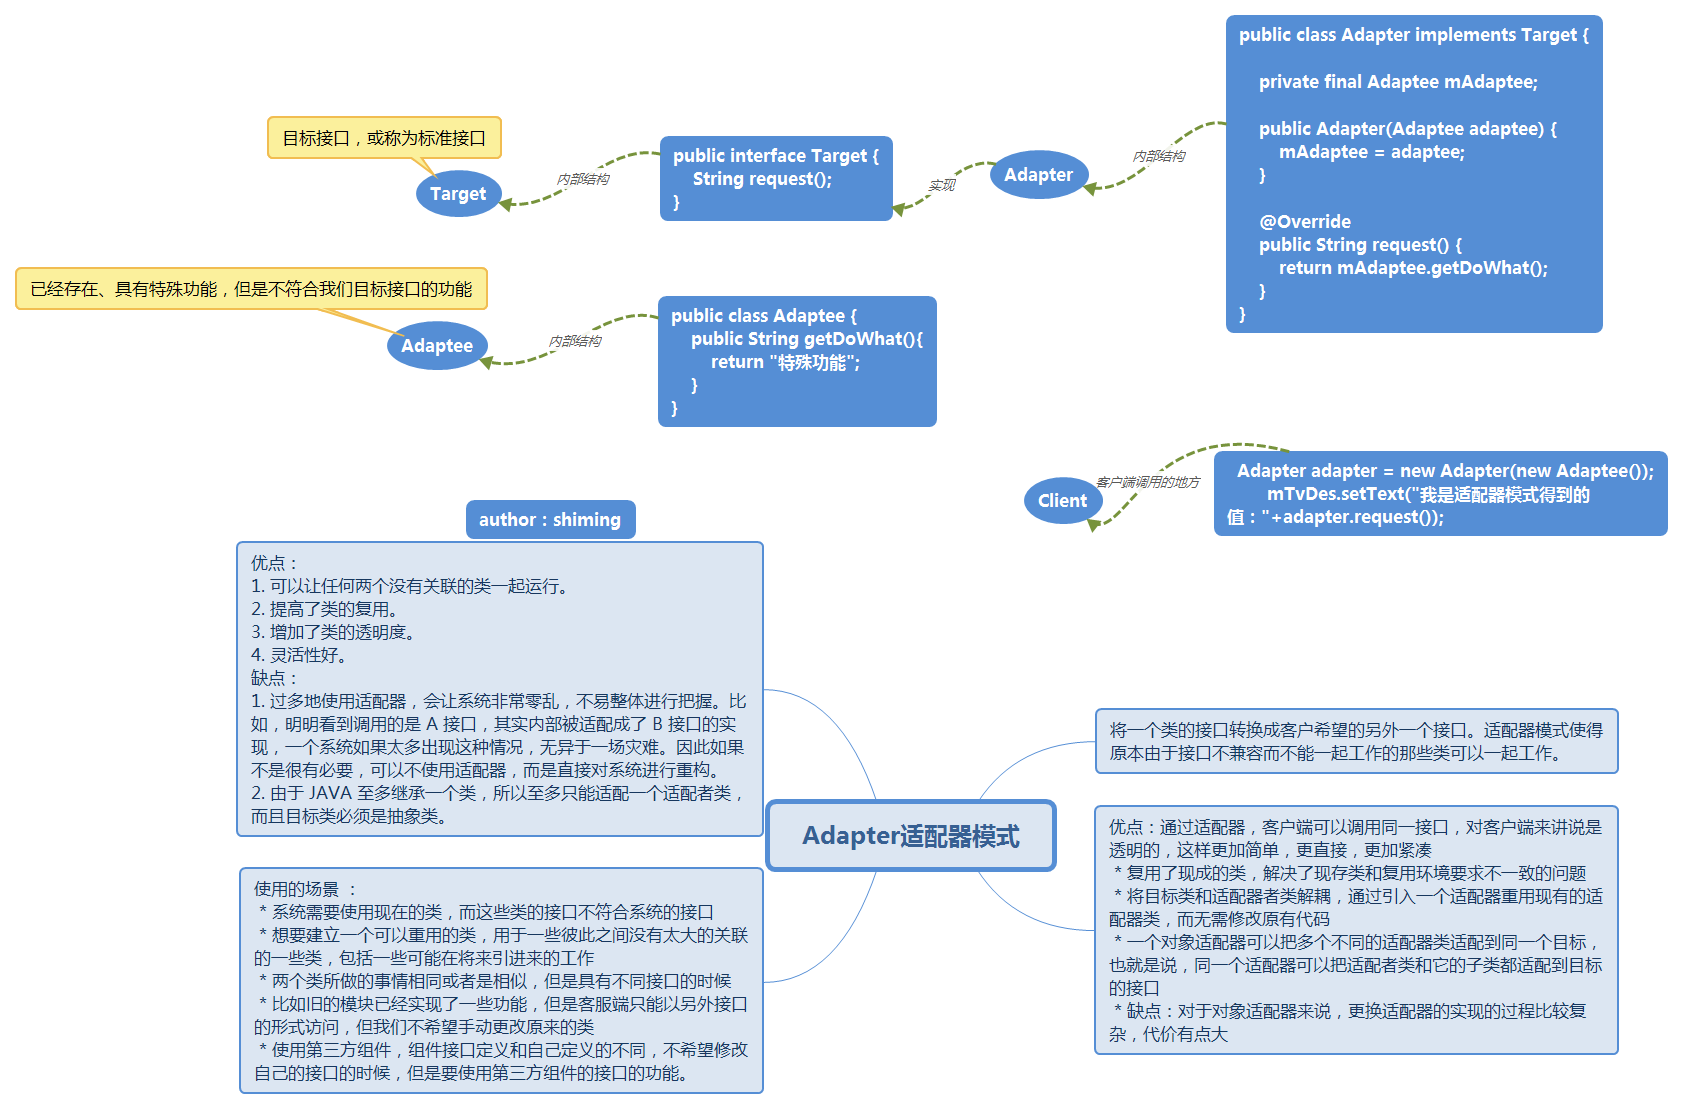 目标接口，或称为标准接口
Target
内部结构
public interface Target {
String request();
}
实现
Adapter
内部结构
public class Adapter implements Target {
private final Adaptee mAdaptee;
public Adapter(Adaptee adaptee) {
mAdaptee = adaptee;
}
@Override
public String request() {
return mAdaptee.getDoWhat();
}
}
已经存在、具有特殊功能，但是不符合我们目标接口的功能
Adaptee
内部结构
public class Adaptee {
public String getDoWhat(){
return "特殊功能";
}
}
Client
客户端调用的地方
Adapter adapter = new Adapter(new Adaptee());
mTvDes.setText("我是适配器模式得到的
值："+adapter.request());
author：shiming
优点：
1. 可以让任何两个没有关联的类一起运行。
2. 提高了类的复用。
3. 增加了类的透明度。
4. 灵活性好。
缺点：
1. 过多地使用适配器，会让系统非常零乱，不易整体进行把握。比
如，明明看到调用的是 A 接口，其实内部被适配成了 B 接口的实
现，一个系统如果太多出现这种情况，无异于一场灾难。因此如果
不是很有必要，可以不使用适配器，而是直接对系统进行重构。
2. 由于 JAVA 至多继承一个类，所以至多只能适配一个适配者类，
而且目标类必须是抽象类。
使用的场景 ：
* 系统需要使用现在的类，而这些类的接口不符合系统的接口
* 想要建立一个可以重用的类，用于一些彼此之间没有太大的关联
的一些类，包括一些可能在将来引进来的工作
* 两个类所做的事情相同或者是相似，但是具有不同接口的时候
* 比如旧的模块已经实现了一些功能，但是客服端只能以另外接口
的形式访问，但我们不希望手动更改原来的类
* 使用第三方组件，组件接口定义和自己定义的不同，不希望修改
自己的接口的时候，但是要使用第三方组件的接口的功能。
Adapter适配器模式
将一个类的接口转换成客户希望的另外一个接口。适配器模式使得
原本由于接口不兼容而不能一起工作的那些类可以一起工作。
优点：通过适配器，客户端可以调用同一接口，对客户端来讲说是
透明的，这样更加简单，更直接，更加紧凑
* 复用了现成的类，解决了现存类和复用环境要求不一致的问题
* 将目标类和适配器者类解耦，通过引入一个适配器重用现有的适
配器类，而无需修改原有代码
* 一个对象适配器可以把多个不同的适配器类适配到同一个目标，
也就是说，同一个适配器可以把适配者类和它的子类都适配到目标
的接口
* 缺点：对于对象适配器来说，更换适配器的实现的过程比较复
杂，代价有点大